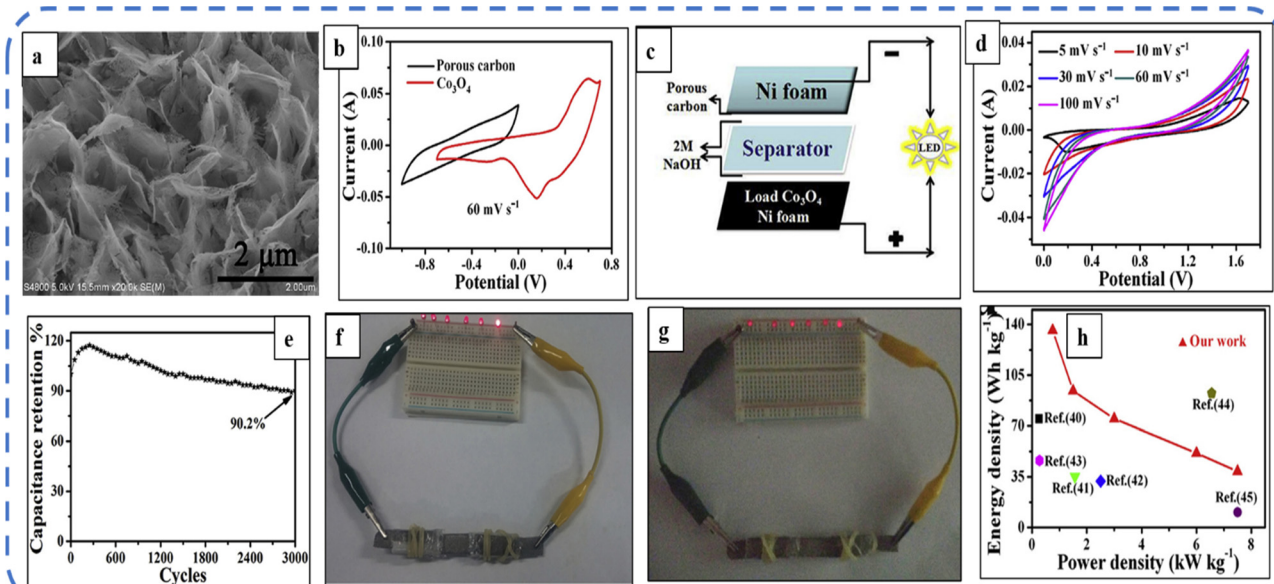 a
2 μm
S4800 5.0kV 15.5mm x20.0k SE(M)
2.00um
b
Current (A)
0.10
0.05
0.00
-0.05
-0.10
Porous carbon
Co₃O₄
60 mV s⁻¹
-0.8 -0.4 0.0 0.4 0.8
Potential (V)
c
Porous
carbon
Ni foam
2M
NaOH
Separator
Load Co₃O₄
Ni foam
LED
−
+
d
Current (A)
0.04
0.02
0.00
-0.02
-0.04
5 mV s⁻¹ 10 mV s⁻¹
30 mV s⁻¹ 60 mV s⁻¹
100 mV s⁻¹
0.0 0.4 0.8 1.2 1.6
Potential (V)
e
Capacitance retention %
120
90
60
30
0
90.2%
0 600 1200 1800 2400 3000
Cycles
f
g
h
Energy density (Wh kg⁻¹)
140
105
70
35
0
Our work
Ref.(44)
Ref.(40)
Ref.(43)
Ref.(41)
Ref.(42)
Ref.(45)
0 2 4 6 8
Power density (kW kg⁻¹)